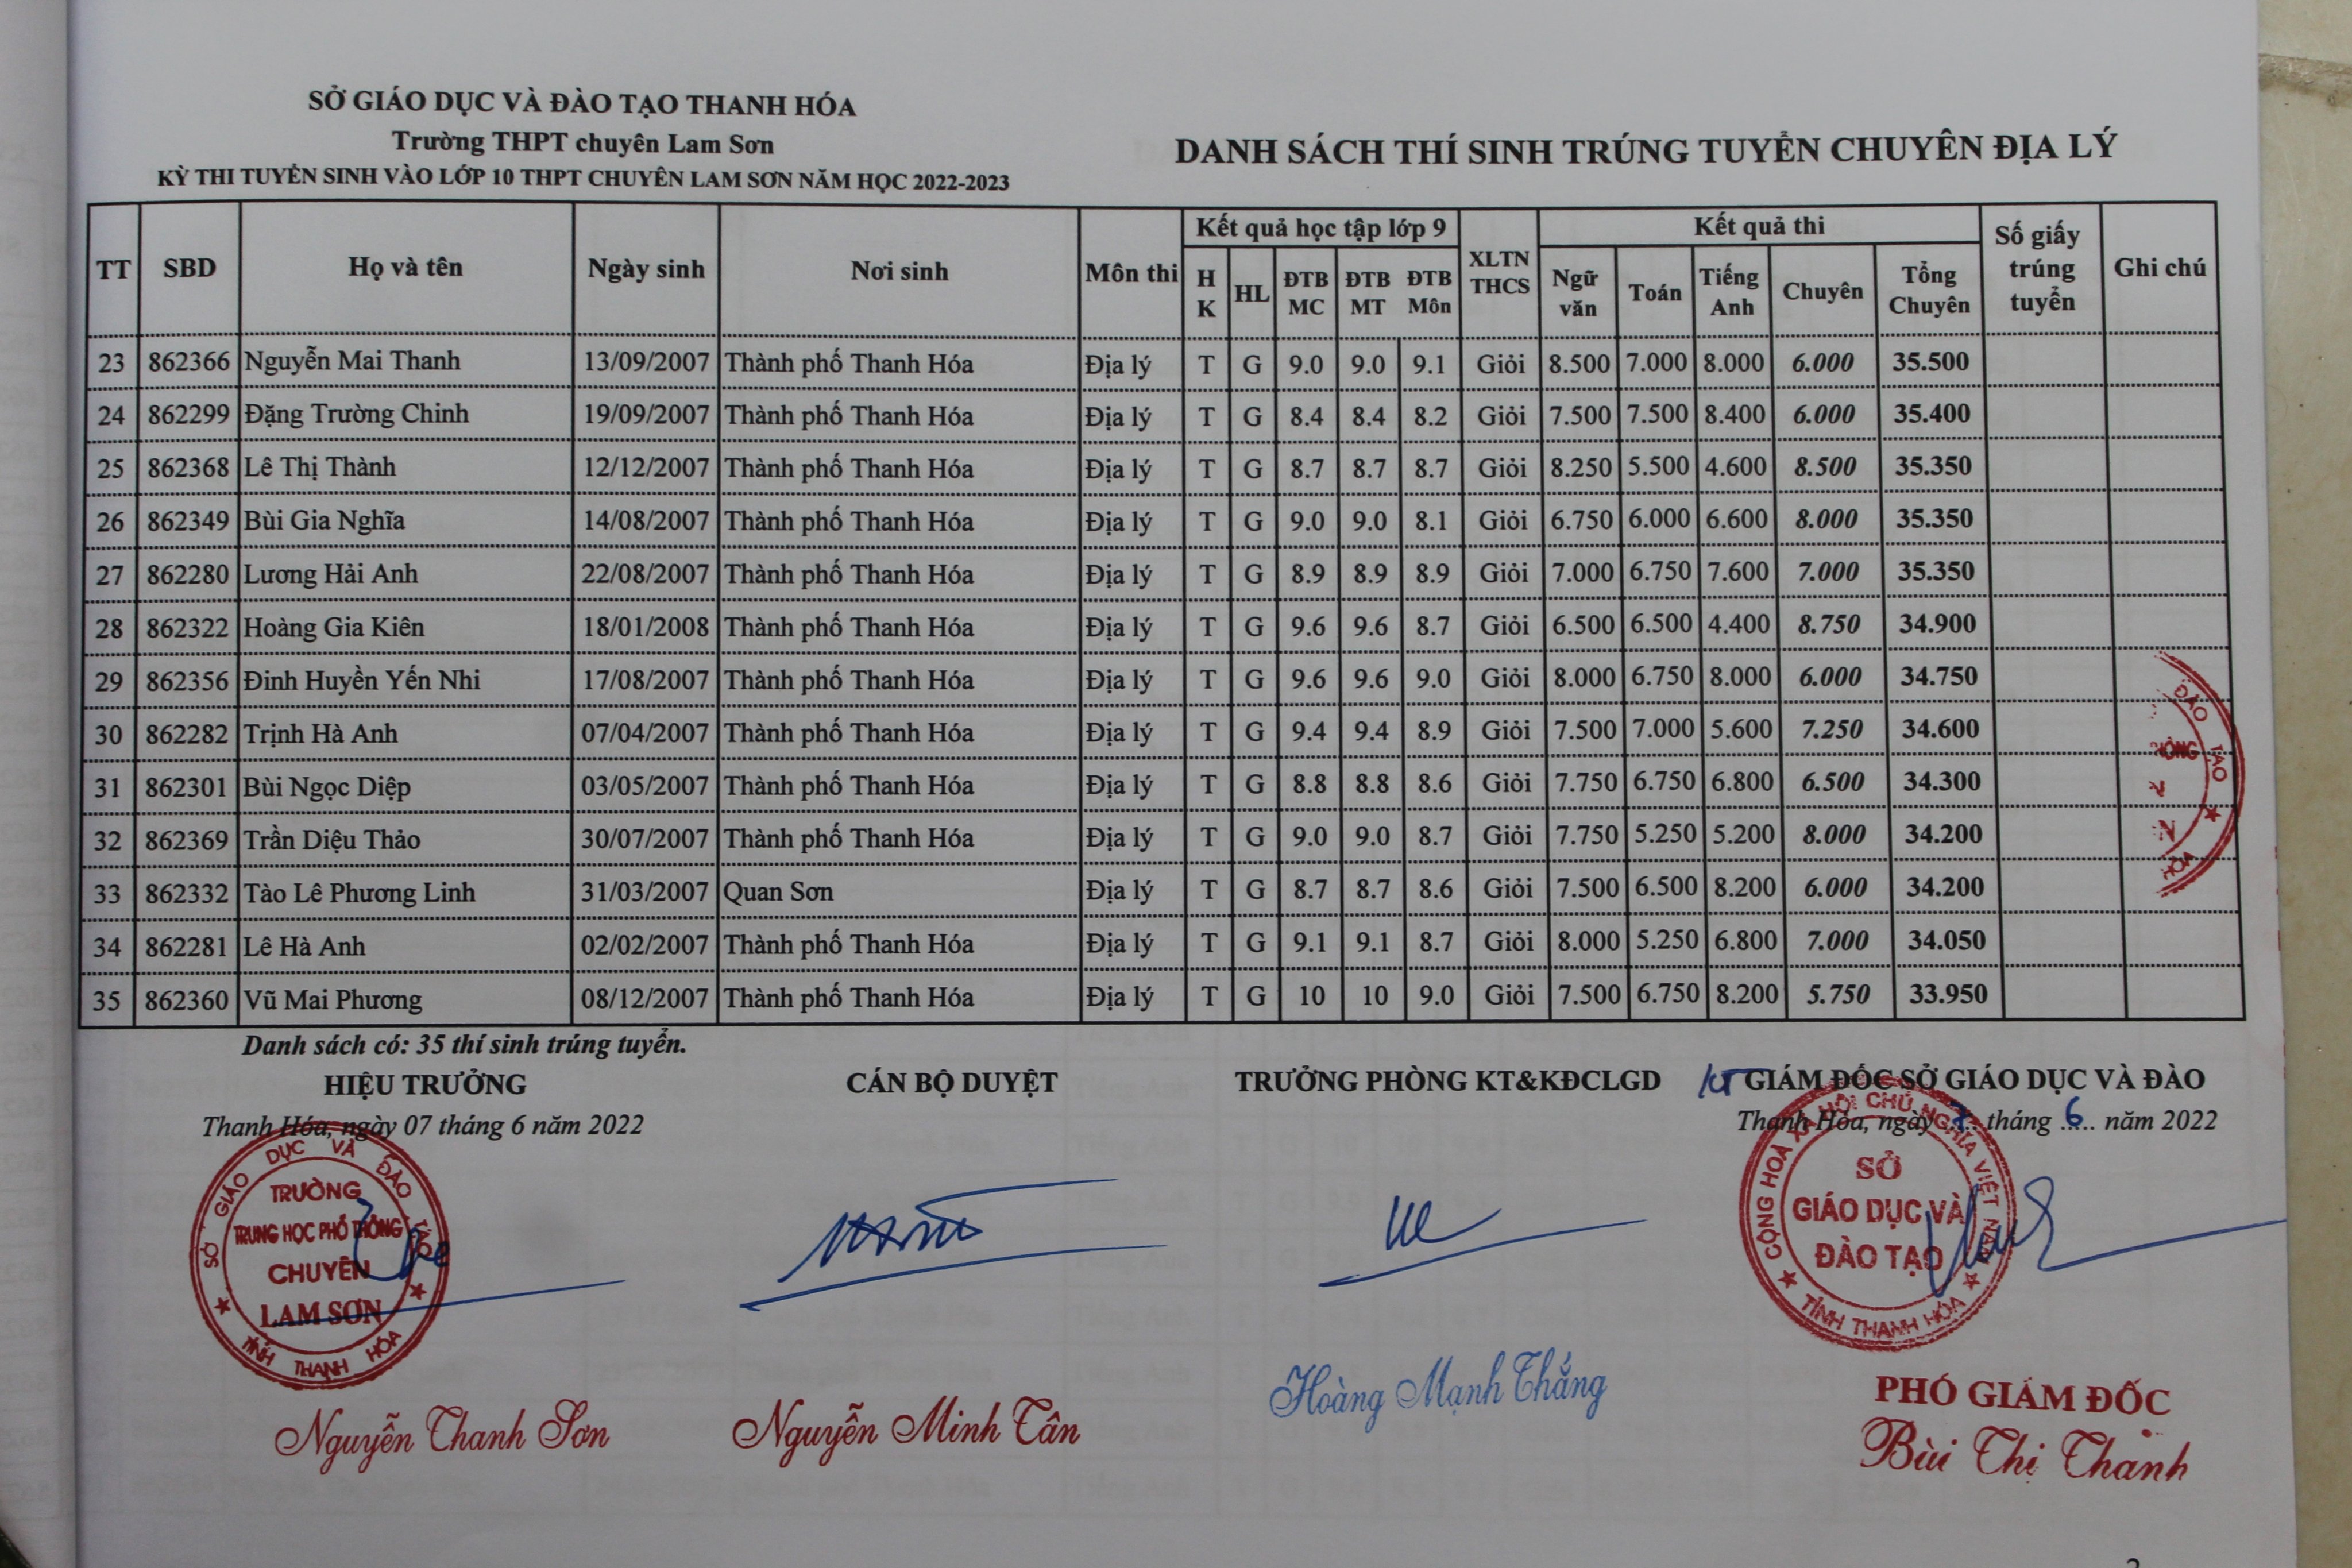 SỞ GIÁO DỤC VÀ ĐÀO TẠO THANH HÓA
Trường THPT chuyên Lam Sơn
KỲ THI TUYỂN SINH VÀO LỚP 10 THPT CHUYÊN LAM SƠN NĂM HỌC 2022-2023
DANH SÁCH THÍ SINH TRÚNG TUYỂN CHUYÊN ĐỊA LÝ
TT SBD Họ và tên Ngày sinh Nơi sinh Môn thi Kết quả học tập lớp 9 XLTN THCS Kết quả thi Số giấy trúng tuyển Ghi chú
HK HL ĐTB MC ĐTB MT ĐTB Môn Ngữ văn Toán Tiếng Anh Chuyên Tổng Chuyên
23 862366 Nguyễn Mai Thanh 13/09/2007 Thành phố Thanh Hóa Địa lý T G 9.0 9.0 9.1 Giỏi 8.500 7.000 8.000 6.000 35.500
24 862299 Đặng Trường Chinh 19/09/2007 Thành phố Thanh Hóa Địa lý T G 8.4 8.4 8.2 Giỏi 7.500 7.500 8.400 6.000 35.400
25 862368 Lê Thị Thành 12/12/2007 Thành phố Thanh Hóa Địa lý T G 8.7 8.7 8.7 Giỏi 8.250 5.500 4.600 8.500 35.350
26 862349 Bùi Gia Nghĩa 14/08/2007 Thành phố Thanh Hóa Địa lý T G 9.0 9.0 8.1 Giỏi 6.750 6.000 6.600 8.000 35.350
27 862280 Lương Hải Anh 22/08/2007 Thành phố Thanh Hóa Địa lý T G 8.9 8.9 8.9 Giỏi 7.000 6.750 7.600 7.000 35.350
28 862322 Hoàng Gia Kiên 18/01/2008 Thành phố Thanh Hóa Địa lý T G 9.6 9.6 8.7 Giỏi 6.500 6.500 4.400 8.750 34.900
29 862356 Đinh Huyền Yến Nhi 17/08/2007 Thành phố Thanh Hóa Địa lý T G 9.6 9.6 9.0 Giỏi 8.000 6.750 8.000 6.000 34.750
30 862282 Trịnh Hà Anh 07/04/2007 Thành phố Thanh Hóa Địa lý T G 9.4 9.4 8.9 Giỏi 7.500 7.000 5.600 7.250 34.600
31 862301 Bùi Ngọc Diệp 03/05/2007 Thành phố Thanh Hóa Địa lý T G 8.8 8.8 8.6 Giỏi 7.750 6.750 6.800 6.500 34.300
32 862369 Trần Diệu Thảo 30/07/2007 Thành phố Thanh Hóa Địa lý T G 9.0 9.0 8.7 Giỏi 7.750 5.250 5.200 8.000 34.200
33 862332 Tào Lê Phương Linh 31/03/2007 Quan Sơn Địa lý T G 8.7 8.7 8.6 Giỏi 7.500 6.500 8.200 6.000 34.200
34 862281 Lê Hà Anh 02/02/2007 Thành phố Thanh Hóa Địa lý T G 9.1 9.1 8.7 Giỏi 8.000 5.250 6.800 7.000 34.050
35 862360 Vũ Mai Phương 08/12/2007 Thành phố Thanh Hóa Địa lý T G 10 10 9.0 Giỏi 7.500 6.750 8.200 5.750 33.950
ĐÀO TẠO
Danh sách có: 35 thí sinh trúng tuyển.
HIỆU TRƯỞNG
Thanh Hóa, ngày 07 tháng 6 năm 2022
SỞ GIÁO DỤC VÀ ĐÀO TẠO
TRƯỜNG
TRUNG HỌC PHỔ THÔNG
CHUYÊN
LAM SƠN
TỈNH THANH HÓA
Nguyễn Thanh Sơn
CÁN BỘ DUYỆT
Nguyễn Minh Tân
TRƯỞNG PHÒNG KT&KĐCLGD
Hoàng Mạnh Thắng
KT GIÁM ĐỐC SỞ GIÁO DỤC VÀ ĐÀO
Thanh Hóa, ngày 7 tháng 6 năm 2022
CỘNG HOÀ XÃ HỘI CHỦ NGHĨA VIỆT NAM
SỞ
GIÁO DỤC VÀ
ĐÀO TẠO
TỈNH THANH HÓA
PHÓ GIÁM ĐỐC
Bùi Thị Thanh